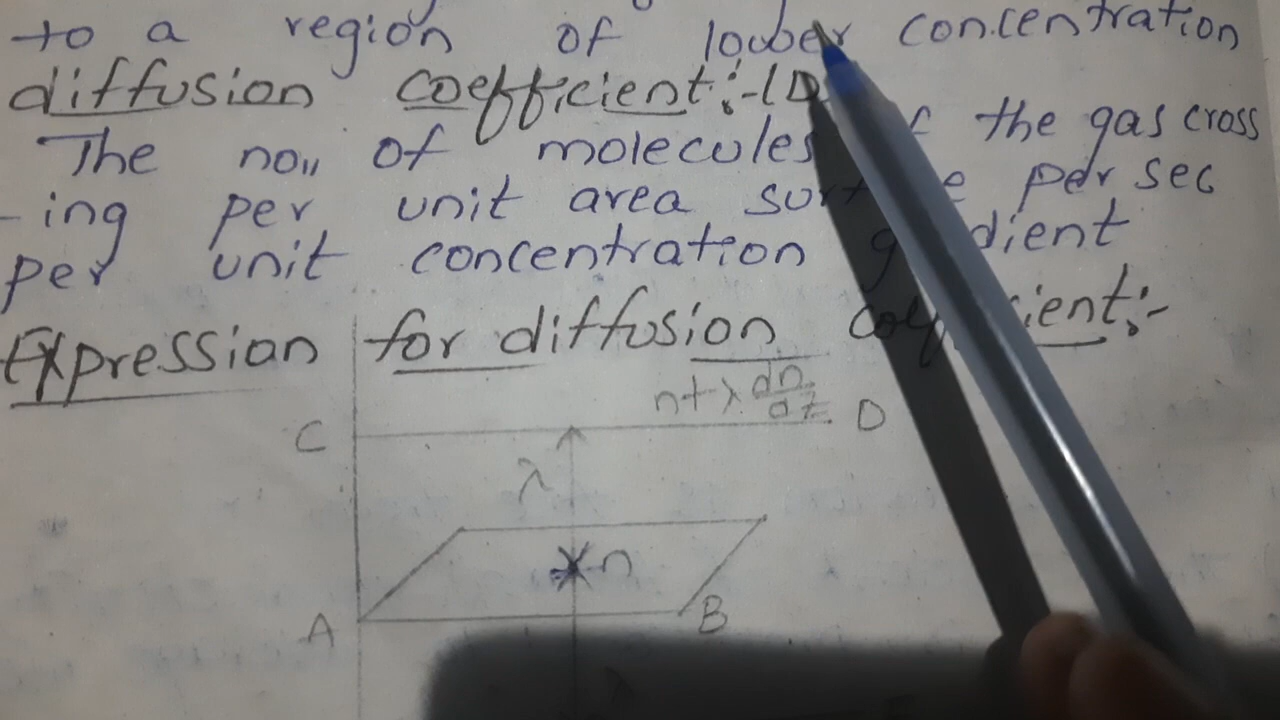 to a region of lower concentration
diffusion coefficient:-(D
The no,, of molecules the gas cross
-ing per unit area per sec
per unit concentration
Expression for diffusion
n+λ dn/dz
C D
λ
n
A B
λ